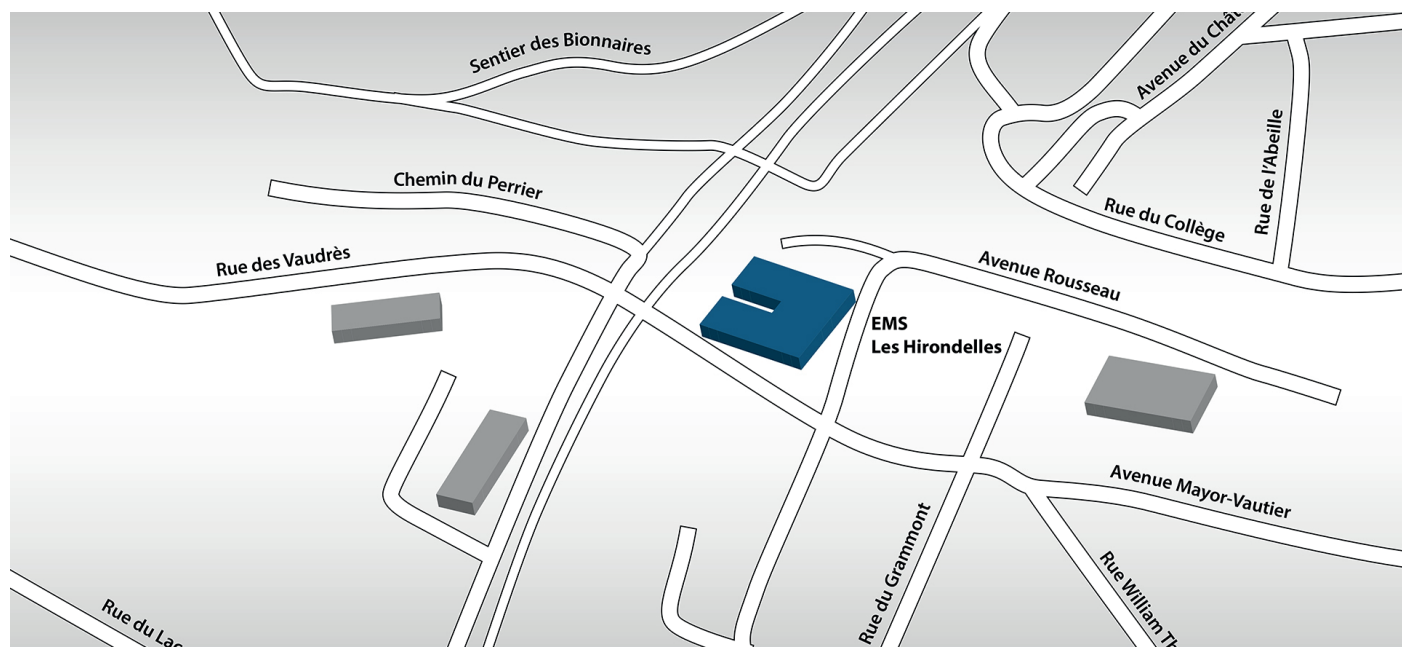 Sentier des Bionnaires
Avenue du Chât
Chemin du Perrier
Rue de l'Abeille
Rue du Collège
Rue des Vaudrès
Avenue Rousseau
EMS
Les Hirondelles
Avenue Mayor-Vautier
Rue du Grammont
Rue William Th
Rue du Lac